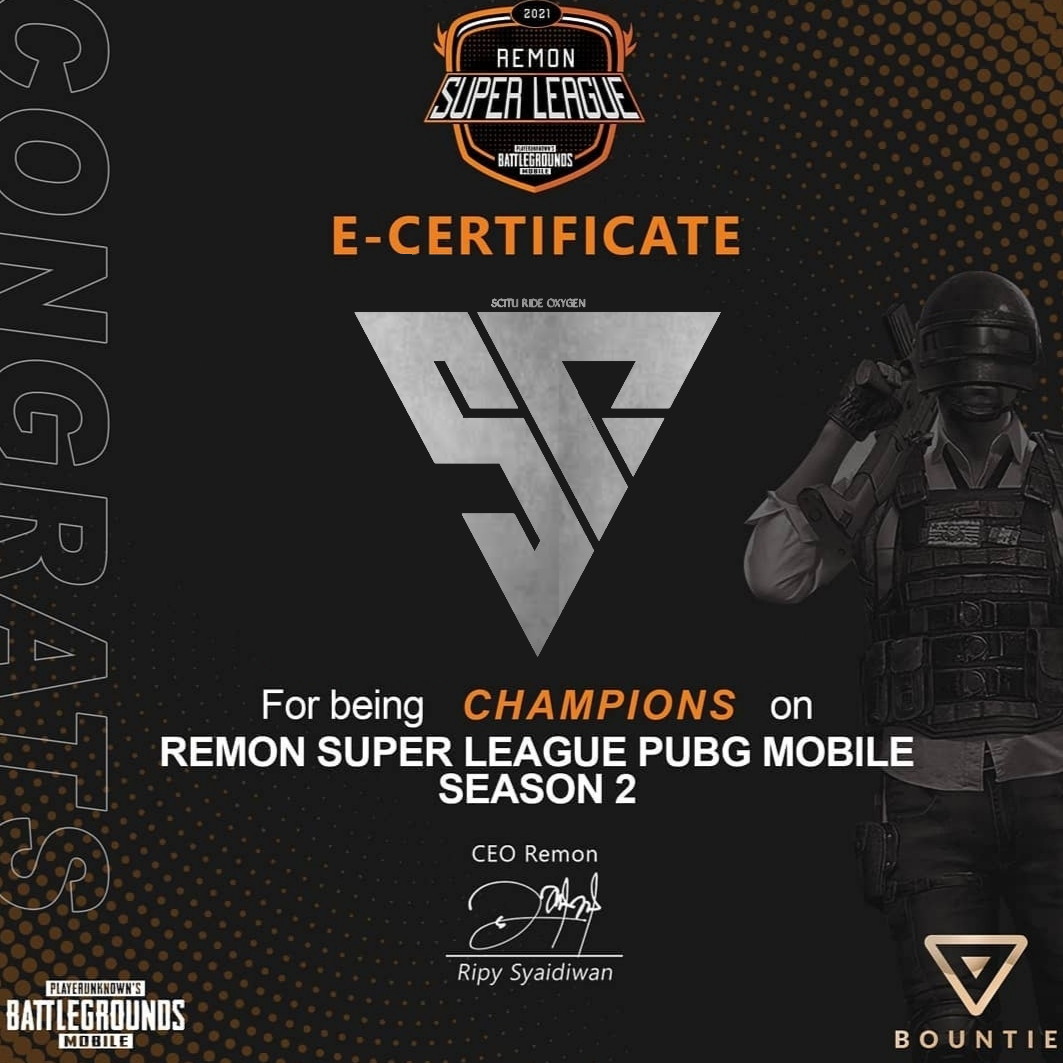 2021
REMON
SUPER LEAGUE
PLAYERUNKNOWN'S
BATTLEGROUNDS
MOBILE
E-CERTIFICATE
SCITU RIDE OXYGEN
CONGRATS
For being CHAMPIONS on
REMON SUPER LEAGUE PUBG MOBILE
SEASON 2
CEO Remon
Ripy Syaidiwan
PLAYERUNKNOWN'S
BATTLEGROUNDS
MOBILE
BOUNTIE